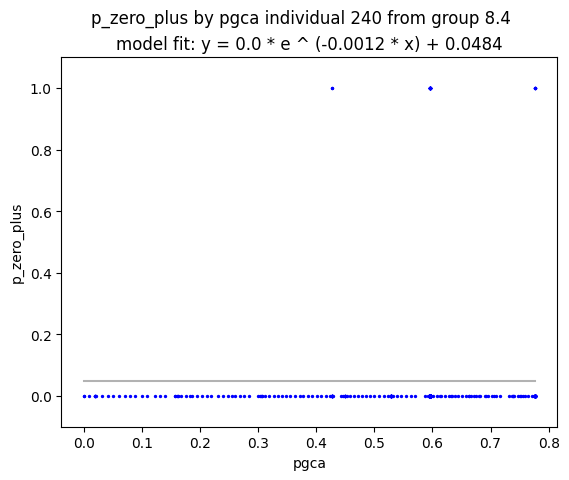 p_zero_plus by pgca individual 240 from group 8.4
model fit: y = 0.0 * e ^ (-0.0012 * x) + 0.0484
1.0
0.8
0.6
0.4
0.2
0.0
p_zero_plus
0.0 0.1 0.2 0.3 0.4 0.5 0.6 0.7 0.8
pgca